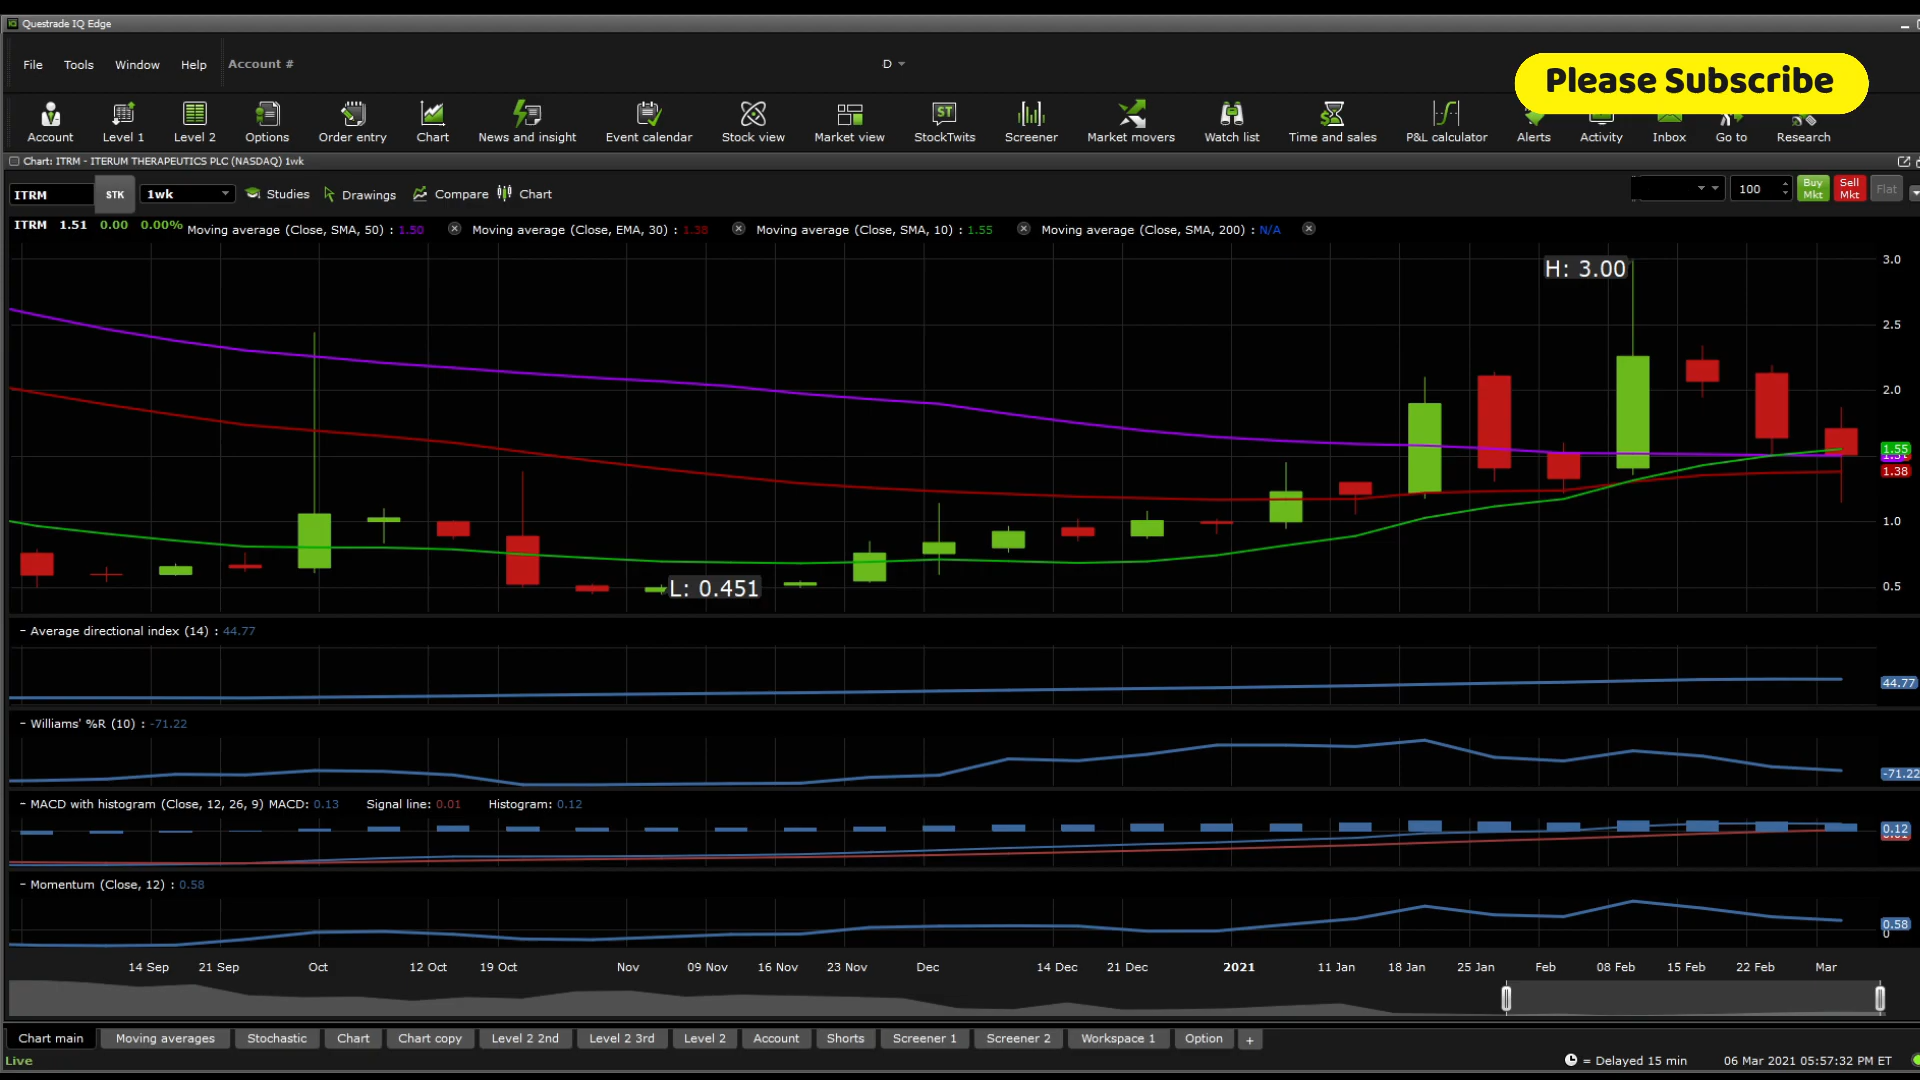 Questrade IQ Edge
File Tools Window Help Account # D
Please Subscribe
Account Level 1 Level 2 Options Order entry Chart News and insight Event calendar Stock view Market view StockTwits Screener Market movers Watch list Time and sales P&L calculator Alerts Activity Inbox Go to Research
Chart: ITRM - ITERUM THERAPEUTICS PLC (NASDAQ) 1wk
ITRM STK 1wk Studies Drawings Compare Chart 100 Buy Mkt Sell Mkt Flat
ITRM 1.51 0.00 0.00% Moving average (Close, SMA, 50) : 1.50 Moving average (Close, EMA, 30) : 1.38 Moving average (Close, SMA, 10) : 1.55 Moving average (Close, SMA, 200) : N/A
3.0
H: 3.00
2.5
2.0
1.55
1.38
1.0
L: 0.451
0.5
- Average directional index (14) : 44.77
44.77
- Williams' %R (10) : -71.22
-71.22
- MACD with histogram (Close, 12, 26, 9) MACD: 0.13 Signal line: 0.01 Histogram: 0.12
0.12
- Momentum (Close, 12) : 0.58
0.58
0
14 Sep 21 Sep Oct 12 Oct 19 Oct Nov 09 Nov 16 Nov 23 Nov Dec 14 Dec 21 Dec 2021 11 Jan 18 Jan 25 Jan Feb 08 Feb 15 Feb 22 Feb Mar
Chart main Moving averages Stochastic Chart Chart copy Level 2 2nd Level 2 3rd Level 2 Account Shorts Screener 1 Screener 2 Workspace 1 Option +
Live = Delayed 15 min 06 Mar 2021 05:57:32 PM ET